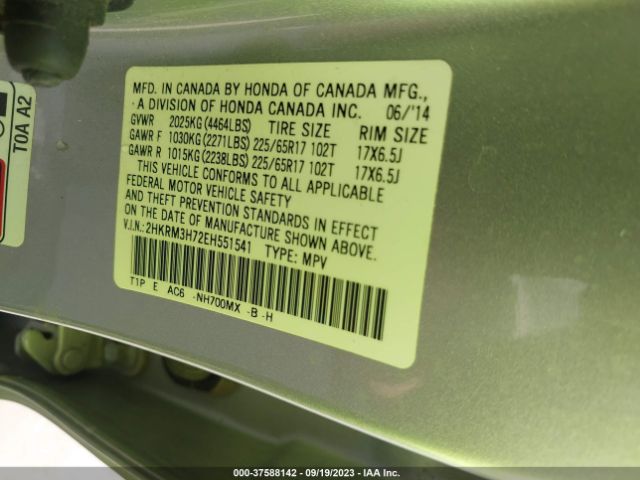 MFD. IN CANADA BY HONDA OF CANADA MFG.,
A DIVISION OF HONDA CANADA INC. 06/'14
GVWR 2025KG(4464LBS) TIRE SIZE RIM SIZE
GAWR F 1030KG(2271LBS) 225/65R17 102T 17X6.5J
GAWR R 1015KG(2238LBS) 225/65R17 102T 17X6.5J
THIS VEHICLE CONFORMS TO ALL APPLICABLE
FEDERAL MOTOR VEHICLE SAFETY
AND THEFT PREVENTION STANDARDS IN EFFECT
ON THE DATE OF MANUFACTURE SHOWN ABOVE.
V.I.N.: 2HKRM3H72EH551541 TYPE: MPV
T1P E AC6 -NH700MX -B -H
T0A A2
000-37588142 - 09/19/2023 - IAA Inc.